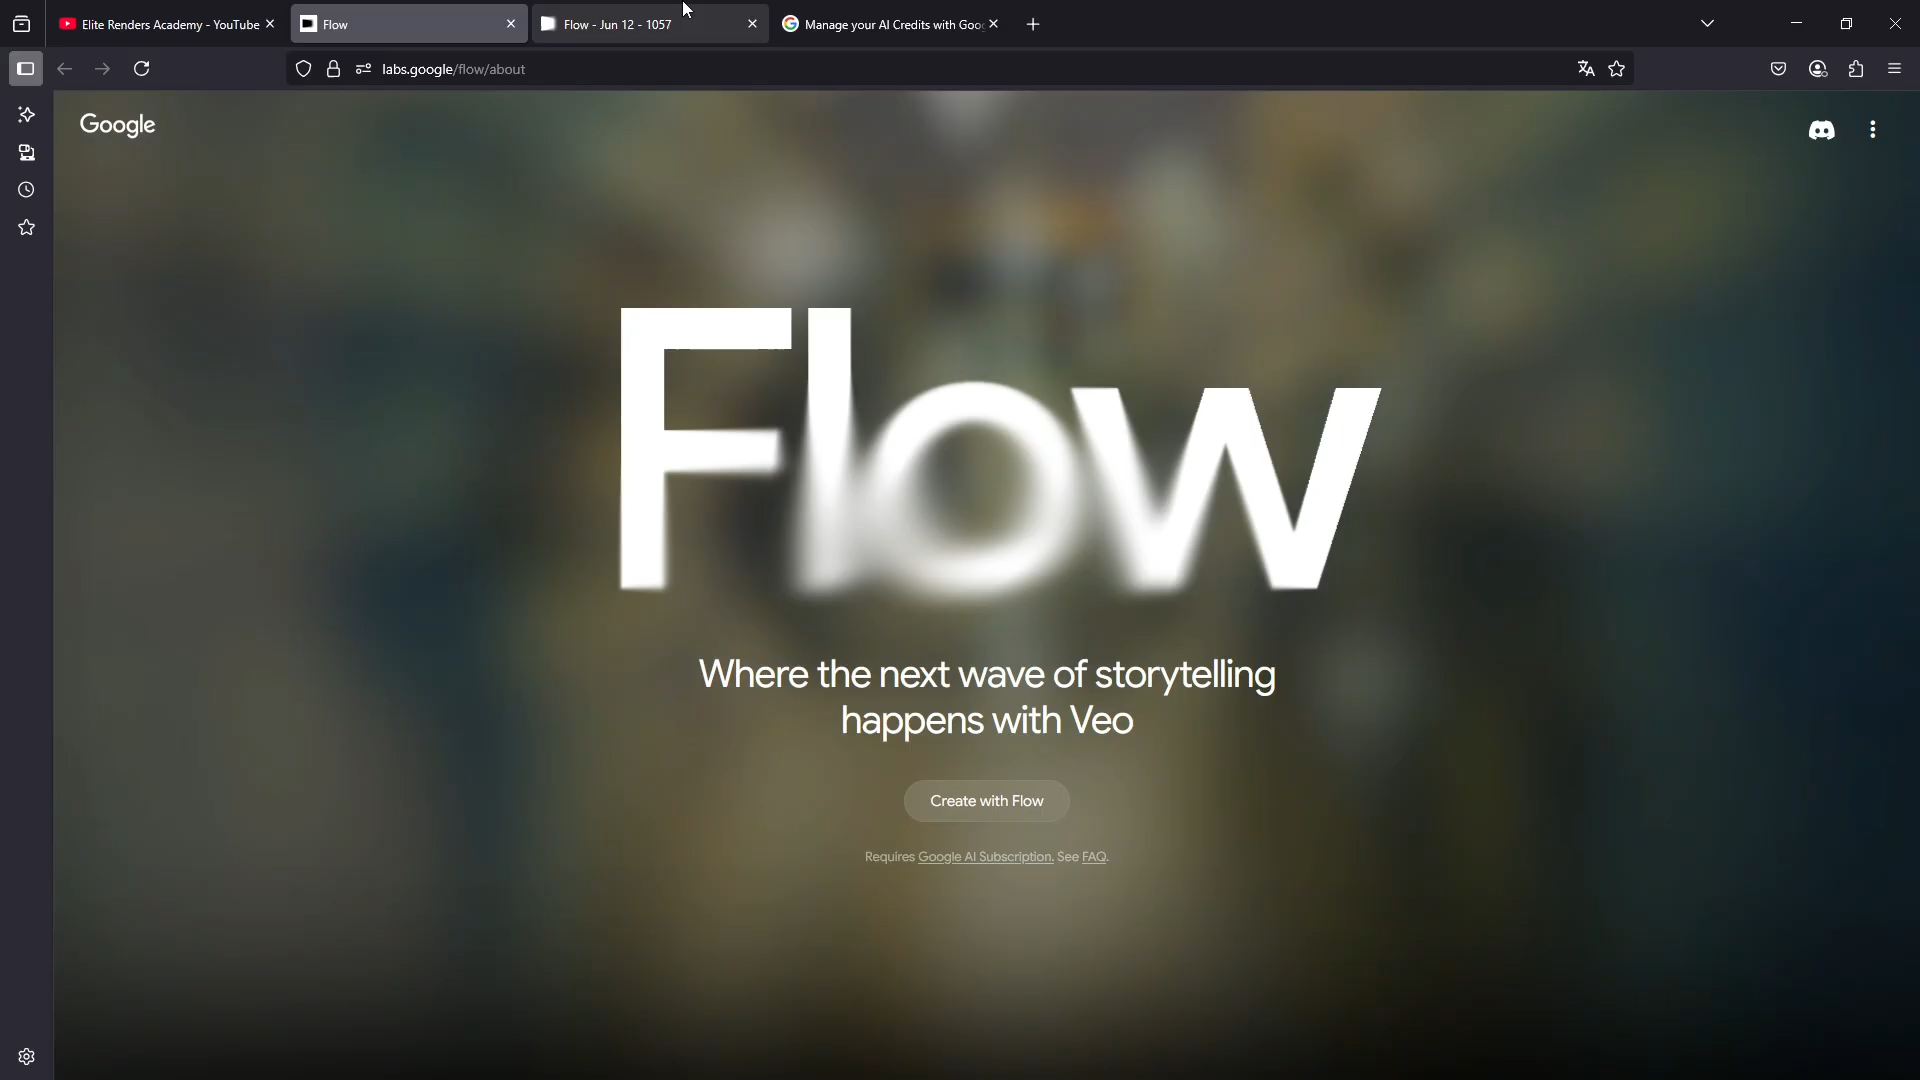 Elite Renders Academy - YouTube
Flow
Flow - Jun 12 - 1057
Manage your AI Credits with Goo
labs.google/flow/about
Google
Flow
Where the next wave of storytelling
happens with Veo
Create with Flow
Requires Google AI Subscription. See FAQ.